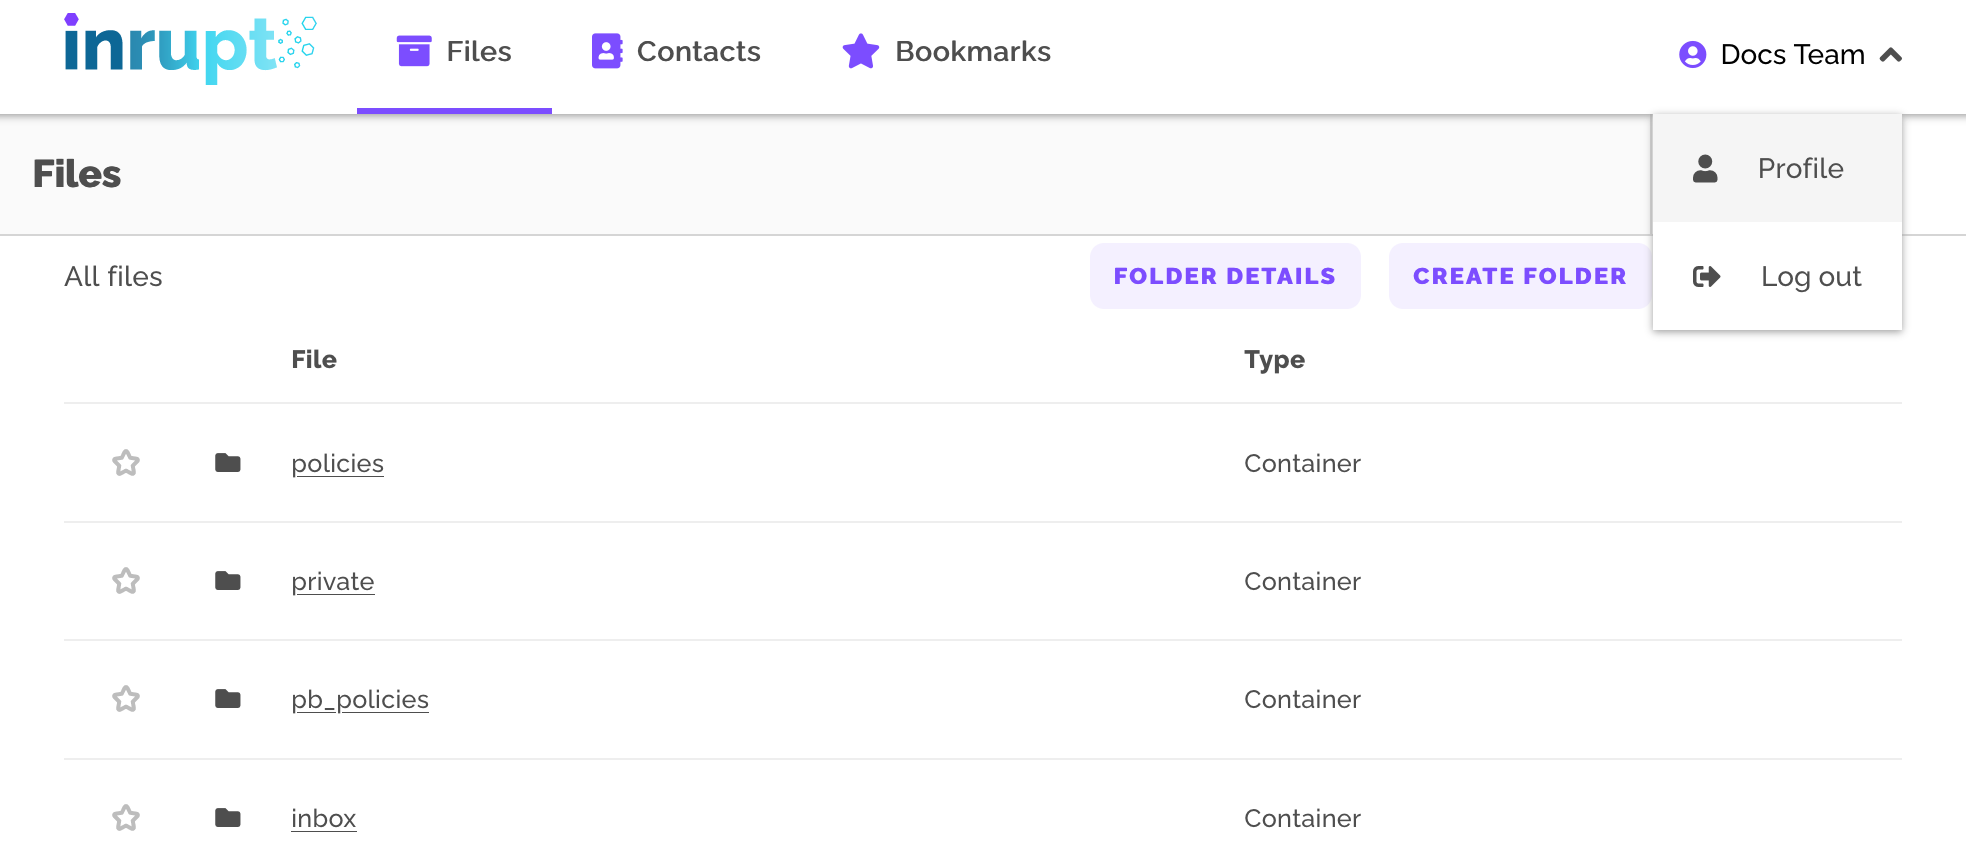 inrupt
Files
Contacts
Bookmarks
Docs Team
Files
Profile
Log out
All files
FOLDER DETAILS
CREATE FOLDER
File
Type
policies
Container
private
Container
pb_policies
Container
inbox
Container